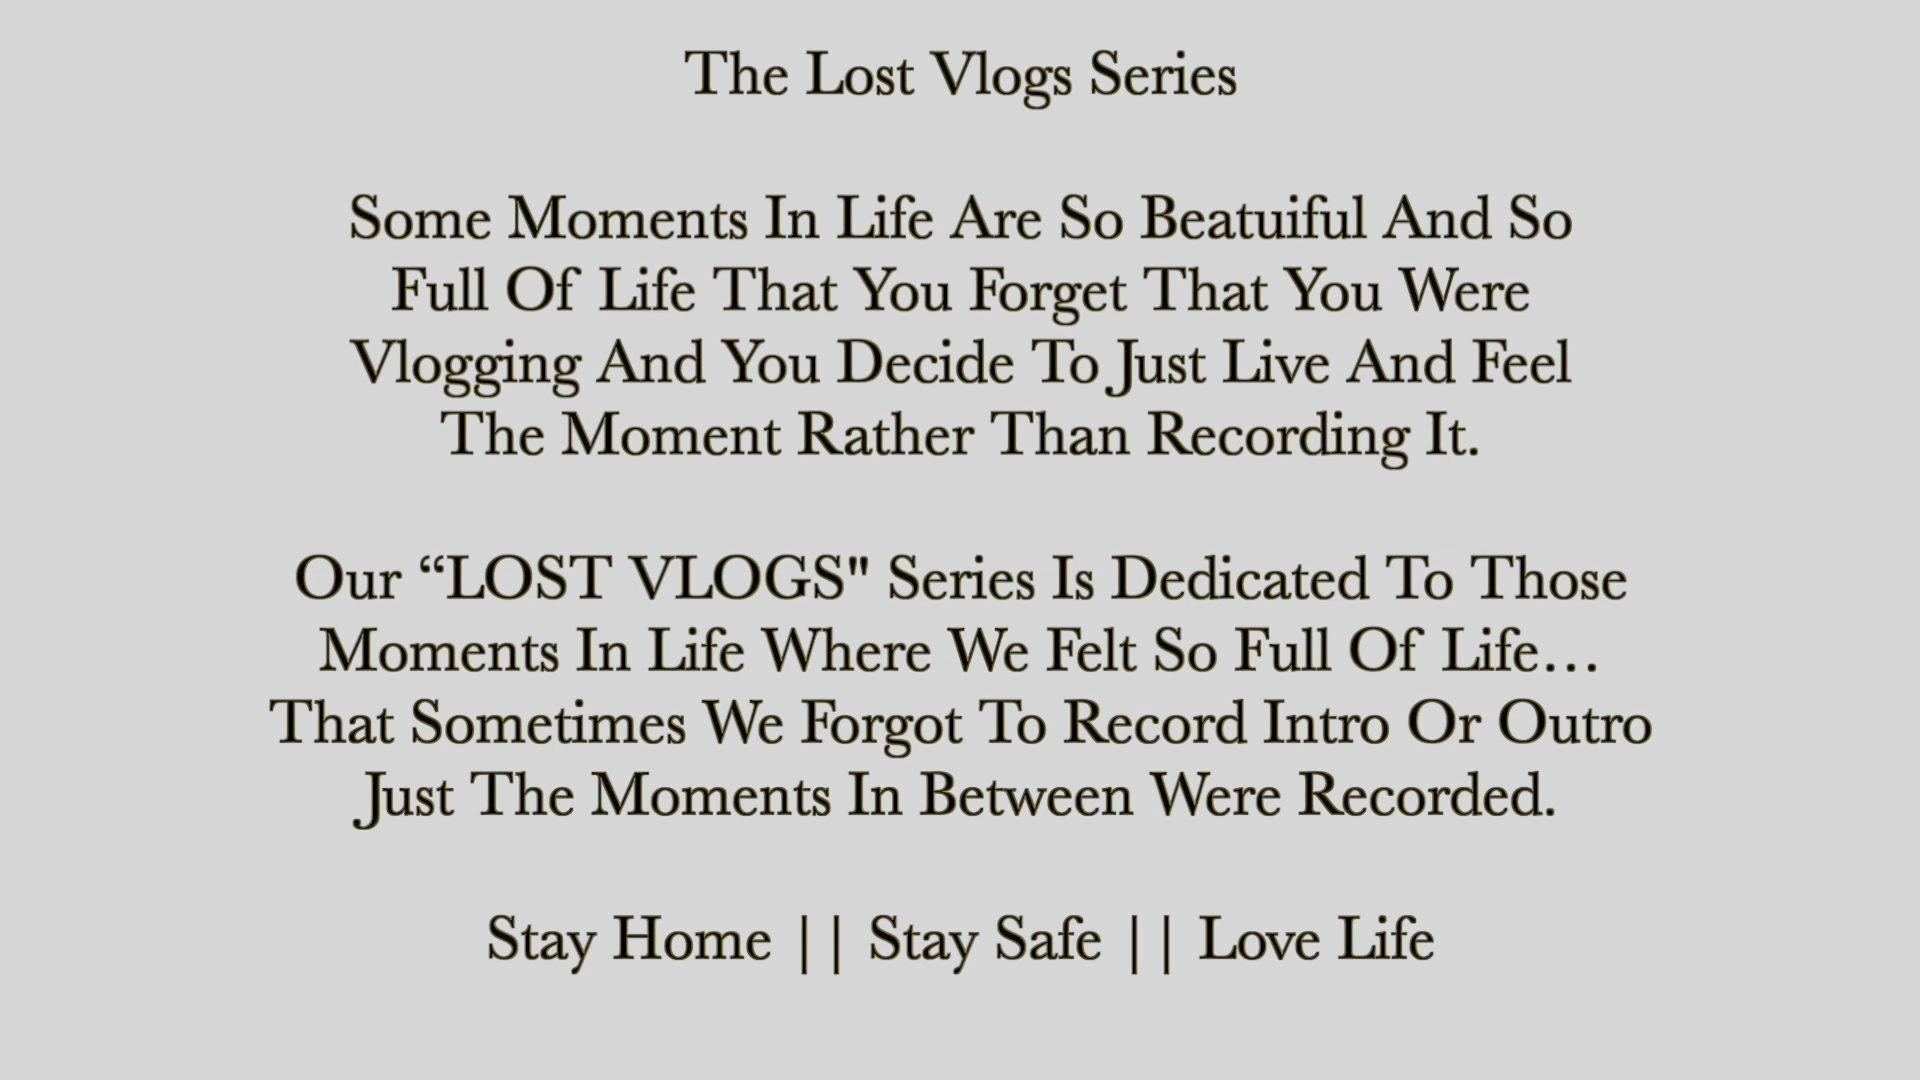 The Lost Vlogs Series
Some Moments In Life Are So Beatuiful And So
Full Of Life That You Forget That You Were
Vlogging And You Decide To Just Live And Feel
The Moment Rather Than Recording It.
Our “LOST VLOGS" Series Is Dedicated To Those
Moments In Life Where We Felt So Full Of Life…
That Sometimes We Forgot To Record Intro Or Outro
Just The Moments In Between Were Recorded.
Stay Home || Stay Safe || Love Life